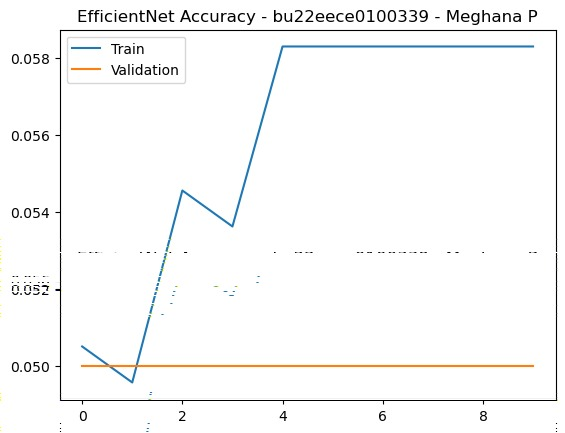 EfficientNet Accuracy - bu22eece0100339 - Meghana P
Train
Validation
0.058
0.056
0.054
0.052
0.050
0 2 4 6 8